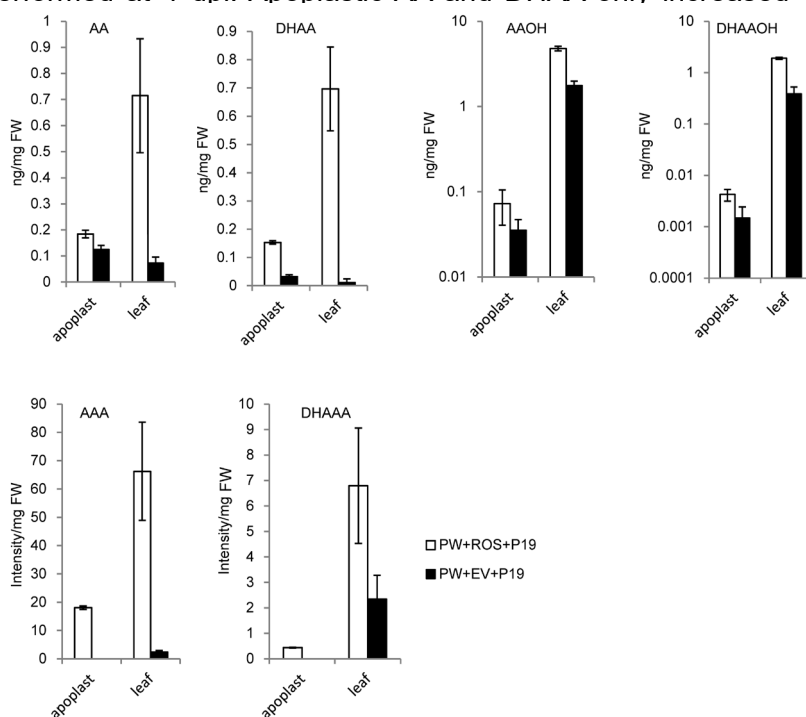 AA
DHAA
AAOH
DHAAOH
1
0.9
0.8
0.7
0.6
0.5
0.4
0.3
0.2
0.1
0
ng/mg FW
apoplast
leaf
0.9
0.8
0.7
0.6
0.5
0.4
0.3
0.2
0.1
0
ng/mg FW
apoplast
leaf
10
1
0.1
0.01
ng/mg FW
apoplast
leaf
10
1
0.1
0.01
0.001
0.0001
ng/mg FW
apoplast
leaf
AAA
90
80
70
60
50
40
30
20
10
0
Intensity/mg FW
apoplast
leaf
DHAAA
10
9
8
7
6
5
4
3
2
1
0
Intensity/mg FW
apoplast
leaf
PW+ROS+P19
PW+EV+P19